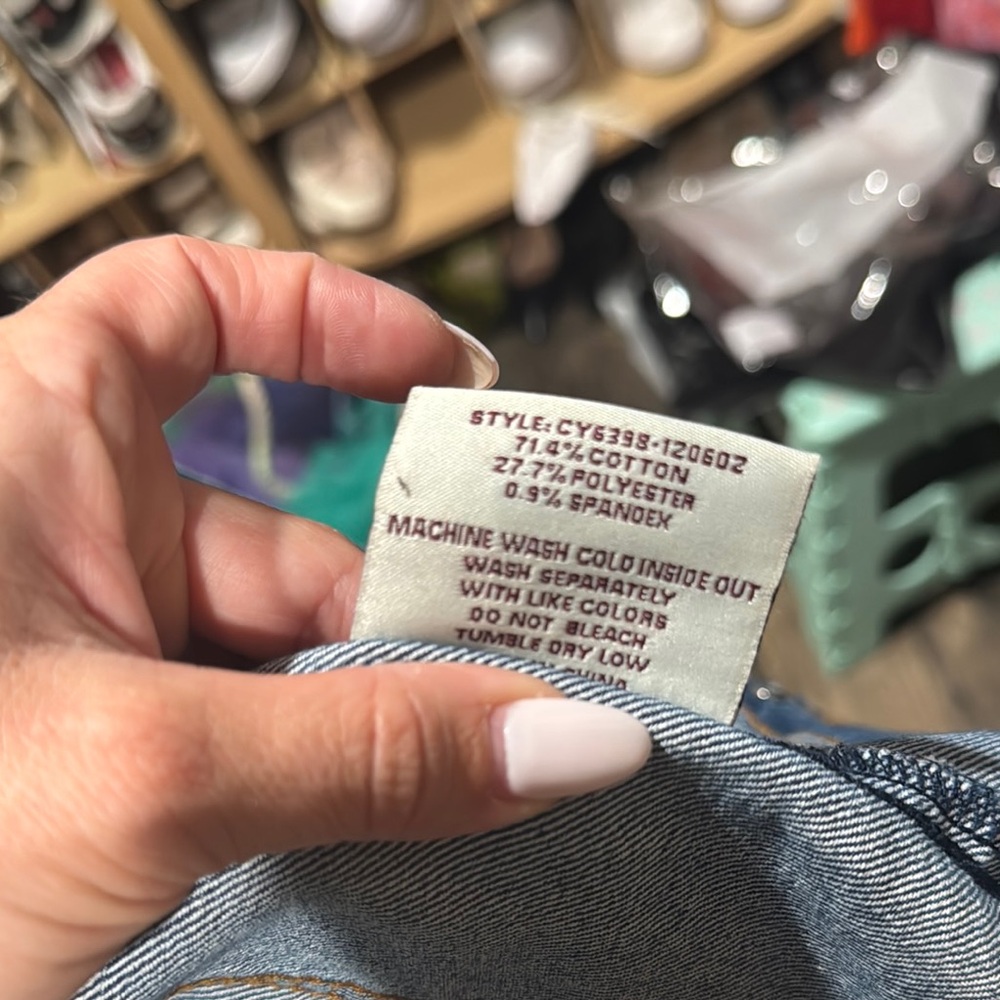 STYLE: CY6398-120602
71.4% COTTON
27.7% POLYESTER
0.9% SPANDEX
MACHINE WASH COLD INSIDE OUT
WASH SEPARATELY
WITH LIKE COLORS
DO NOT BLEACH
TUMBLE DRY LOW
CHINA